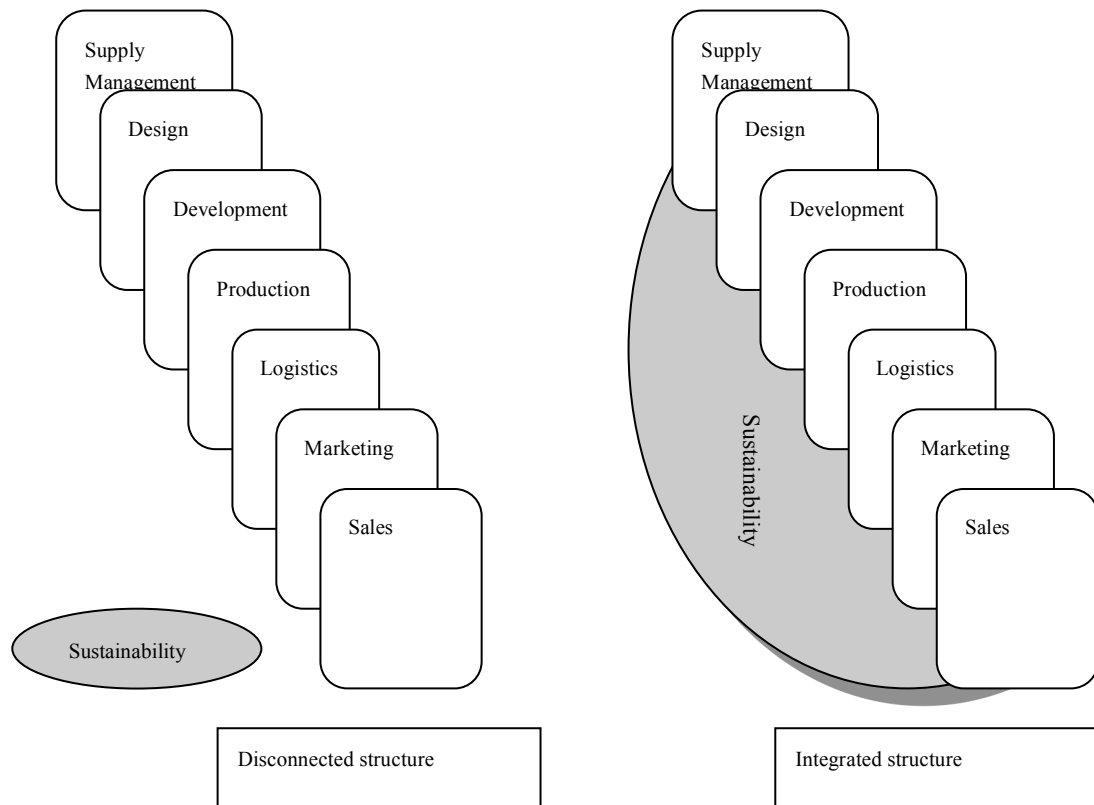 Supply
Management
Design
Development
Production
Logistics
Marketing
Sales
Sustainability
Disconnected structure
Supply
Management
Design
Development
Production
Logistics
Marketing
Sales
Sustainability
Integrated structure